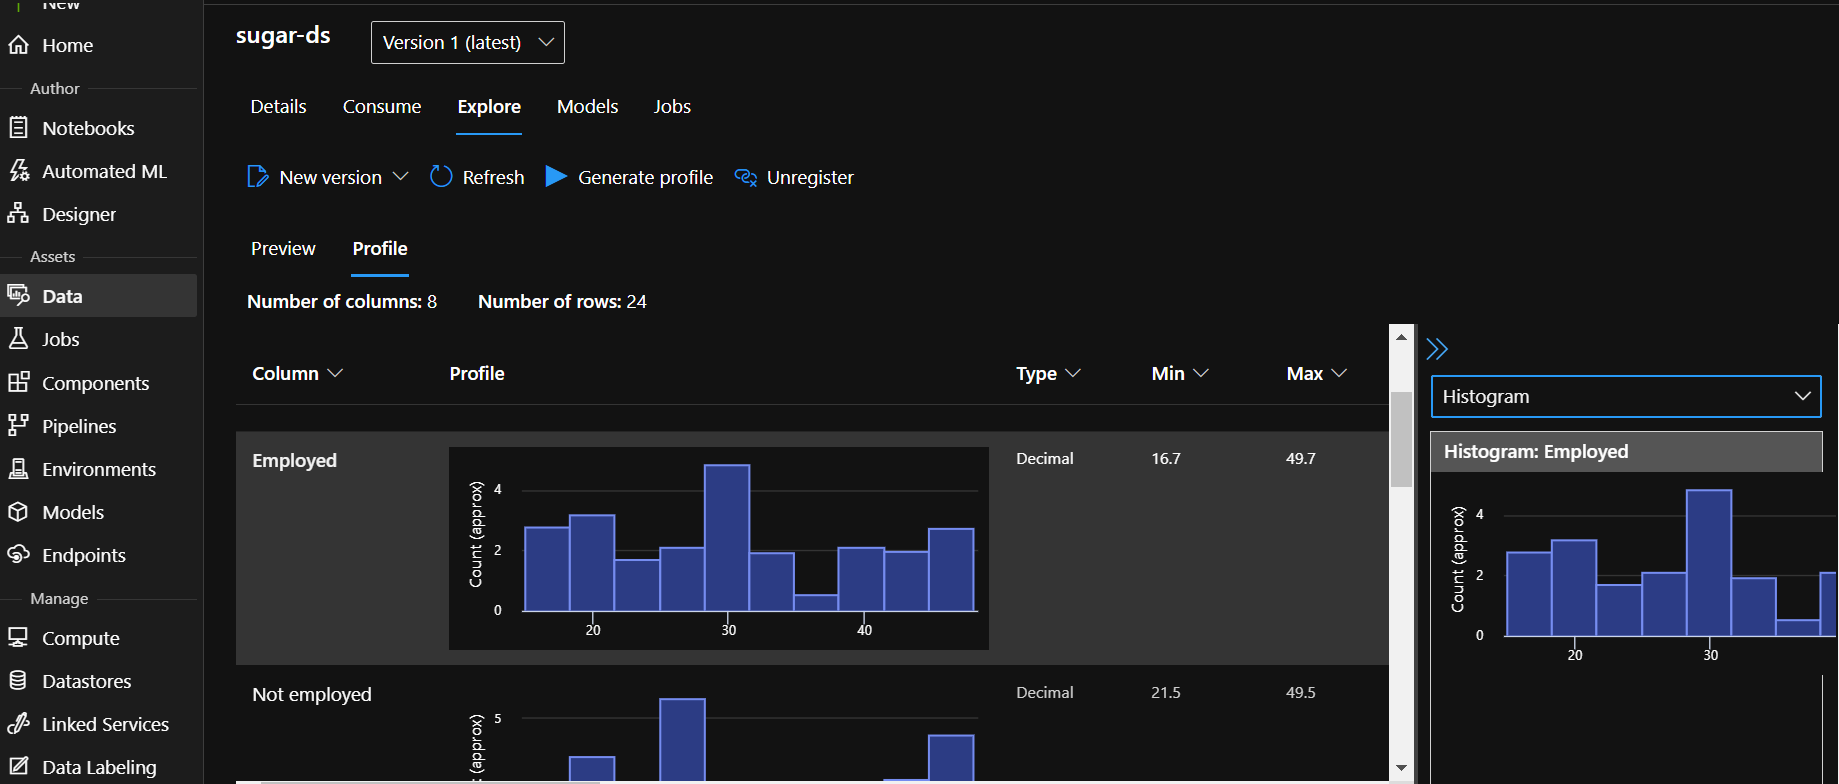 New
Home
Author
Notebooks
Automated ML
Designer
Assets
Data
Jobs
Components
Pipelines
Environments
Models
Endpoints
Manage
Compute
Datastores
Linked Services
Data Labeling
sugar-ds
Version 1 (latest)
Details Consume Explore Models Jobs
New version Refresh Generate profile Unregister
Preview Profile
Number of columns: 8 Number of rows: 24
Column Profile Type Min Max
Employed Decimal 16.7 49.7
Count (approx)
4
2
0
20 30 40
Not employed Decimal 21.5 49.5
(approx)
5
Histogram
Histogram: Employed
Count (approx)
4
2
0
20 30